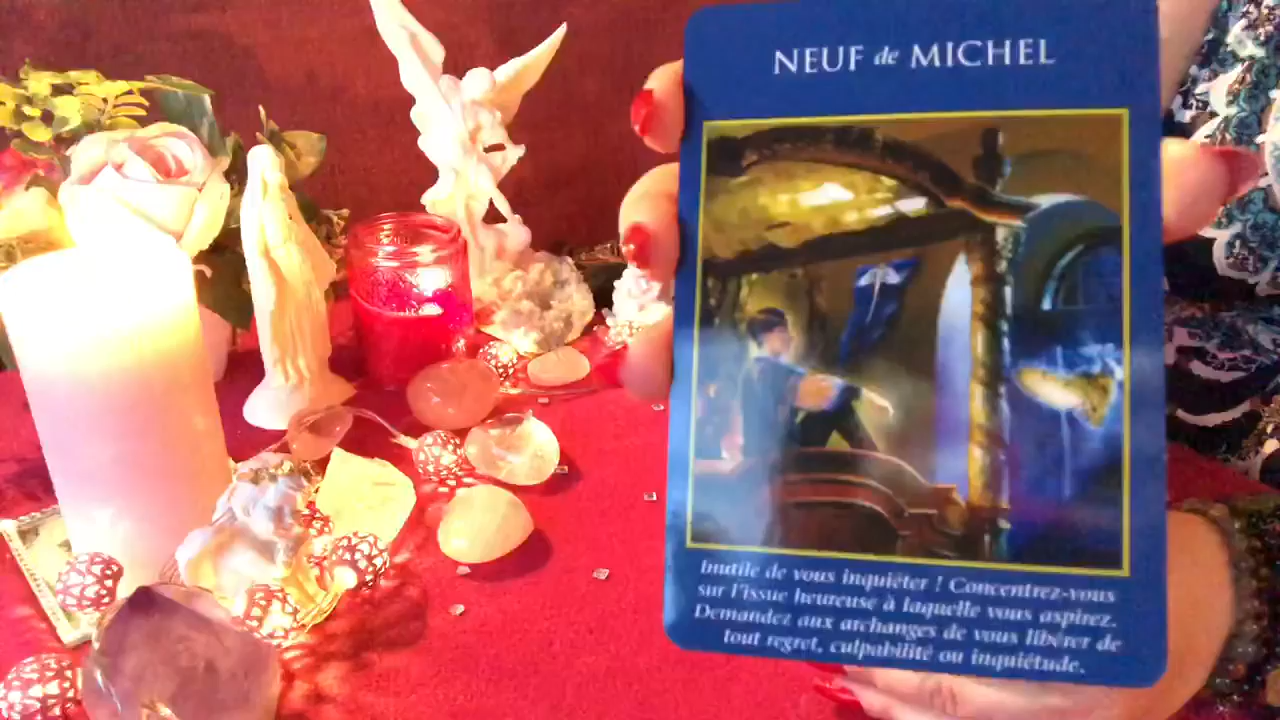 NEUF de MICHEL
Inutile de vous inquiéter ! Concentrez-vous
sur l'issue heureuse à laquelle vous aspirez.
Demandez aux archanges de vous libérer de
tout regret, culpabilité ou inquiétude.